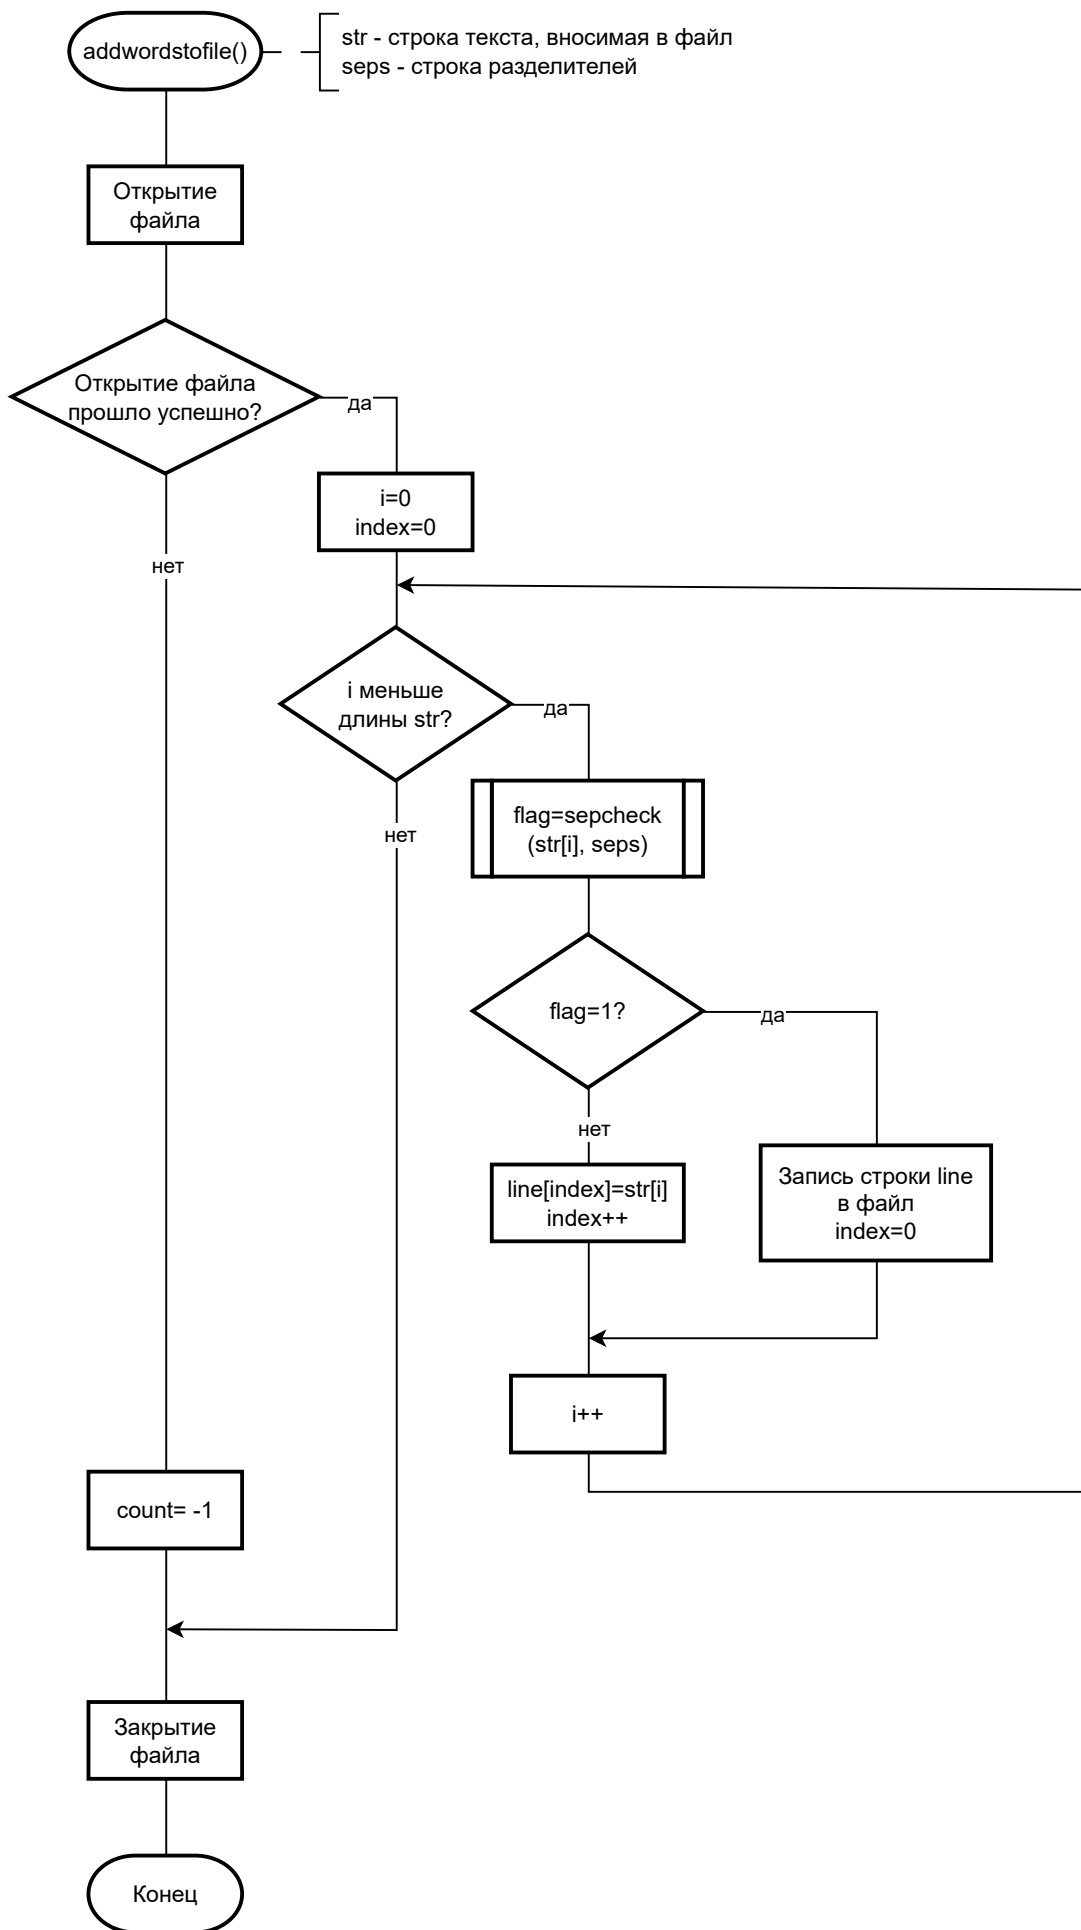 addwordstofile()
str - строка текста, вносимая в файл
seps - строка разделителей
Открытие
файла
Открытие файла
прошло успешно?
да
i=0
index=0
нет
i меньше
длины str?
да
flag=sepcheck
(str[i], seps)
нет
flag=1?
да
нет
line[index]=str[i]
index++
Запись строки line
в файл
index=0
i++
count= -1
Закрытие
файла
Конец